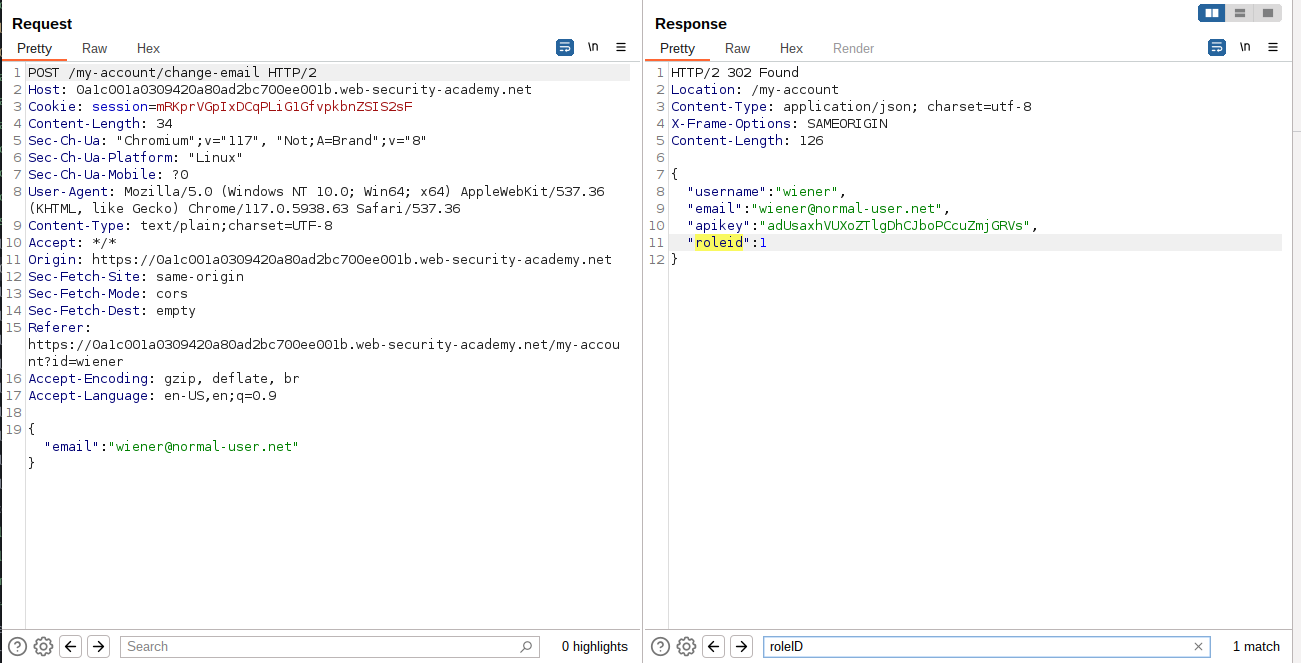 Request
Pretty Raw Hex
\n
1 POST /my-account/change-email HTTP/2
2 Host: 0a1c001a0309420a80ad2bc700ee001b.web-security-academy.net
3 Cookie: session=mRKprVGpIxDCqPLiG1GfvpkbnZSIS2sF
4 Content-Length: 34
5 Sec-Ch-Ua: "Chromium";v="117", "Not;A=Brand";v="8"
6 Sec-Ch-Ua-Platform: "Linux"
7 Sec-Ch-Ua-Mobile: ?0
8 User-Agent: Mozilla/5.0 (Windows NT 10.0; Win64; x64) AppleWebKit/537.36
(KHTML, like Gecko) Chrome/117.0.5938.63 Safari/537.36
9 Content-Type: text/plain;charset=UTF-8
10 Accept: */*
11 Origin: https://0a1c001a0309420a80ad2bc700ee001b.web-security-academy.net
12 Sec-Fetch-Site: same-origin
13 Sec-Fetch-Mode: cors
14 Sec-Fetch-Dest: empty
15 Referer:
https://0a1c001a0309420a80ad2bc700ee001b.web-security-academy.net/my-accou
nt?id=wiener
16 Accept-Encoding: gzip, deflate, br
17 Accept-Language: en-US,en;q=0.9
18
19 {
"email":"wiener@normal-user.net"
}
Search
0 highlights
Response
Pretty Raw Hex Render
\n
1 HTTP/2 302 Found
2 Location: /my-account
3 Content-Type: application/json; charset=utf-8
4 X-Frame-Options: SAMEORIGIN
5 Content-Length: 126
6
7 {
8 "username":"wiener",
9 "email":"wiener@normal-user.net",
10 "apikey":"adUsaxhVUXoZTlgDhCJboPCcuZmjGRVs",
11 "roleid":1
12 }
roleID
1 match